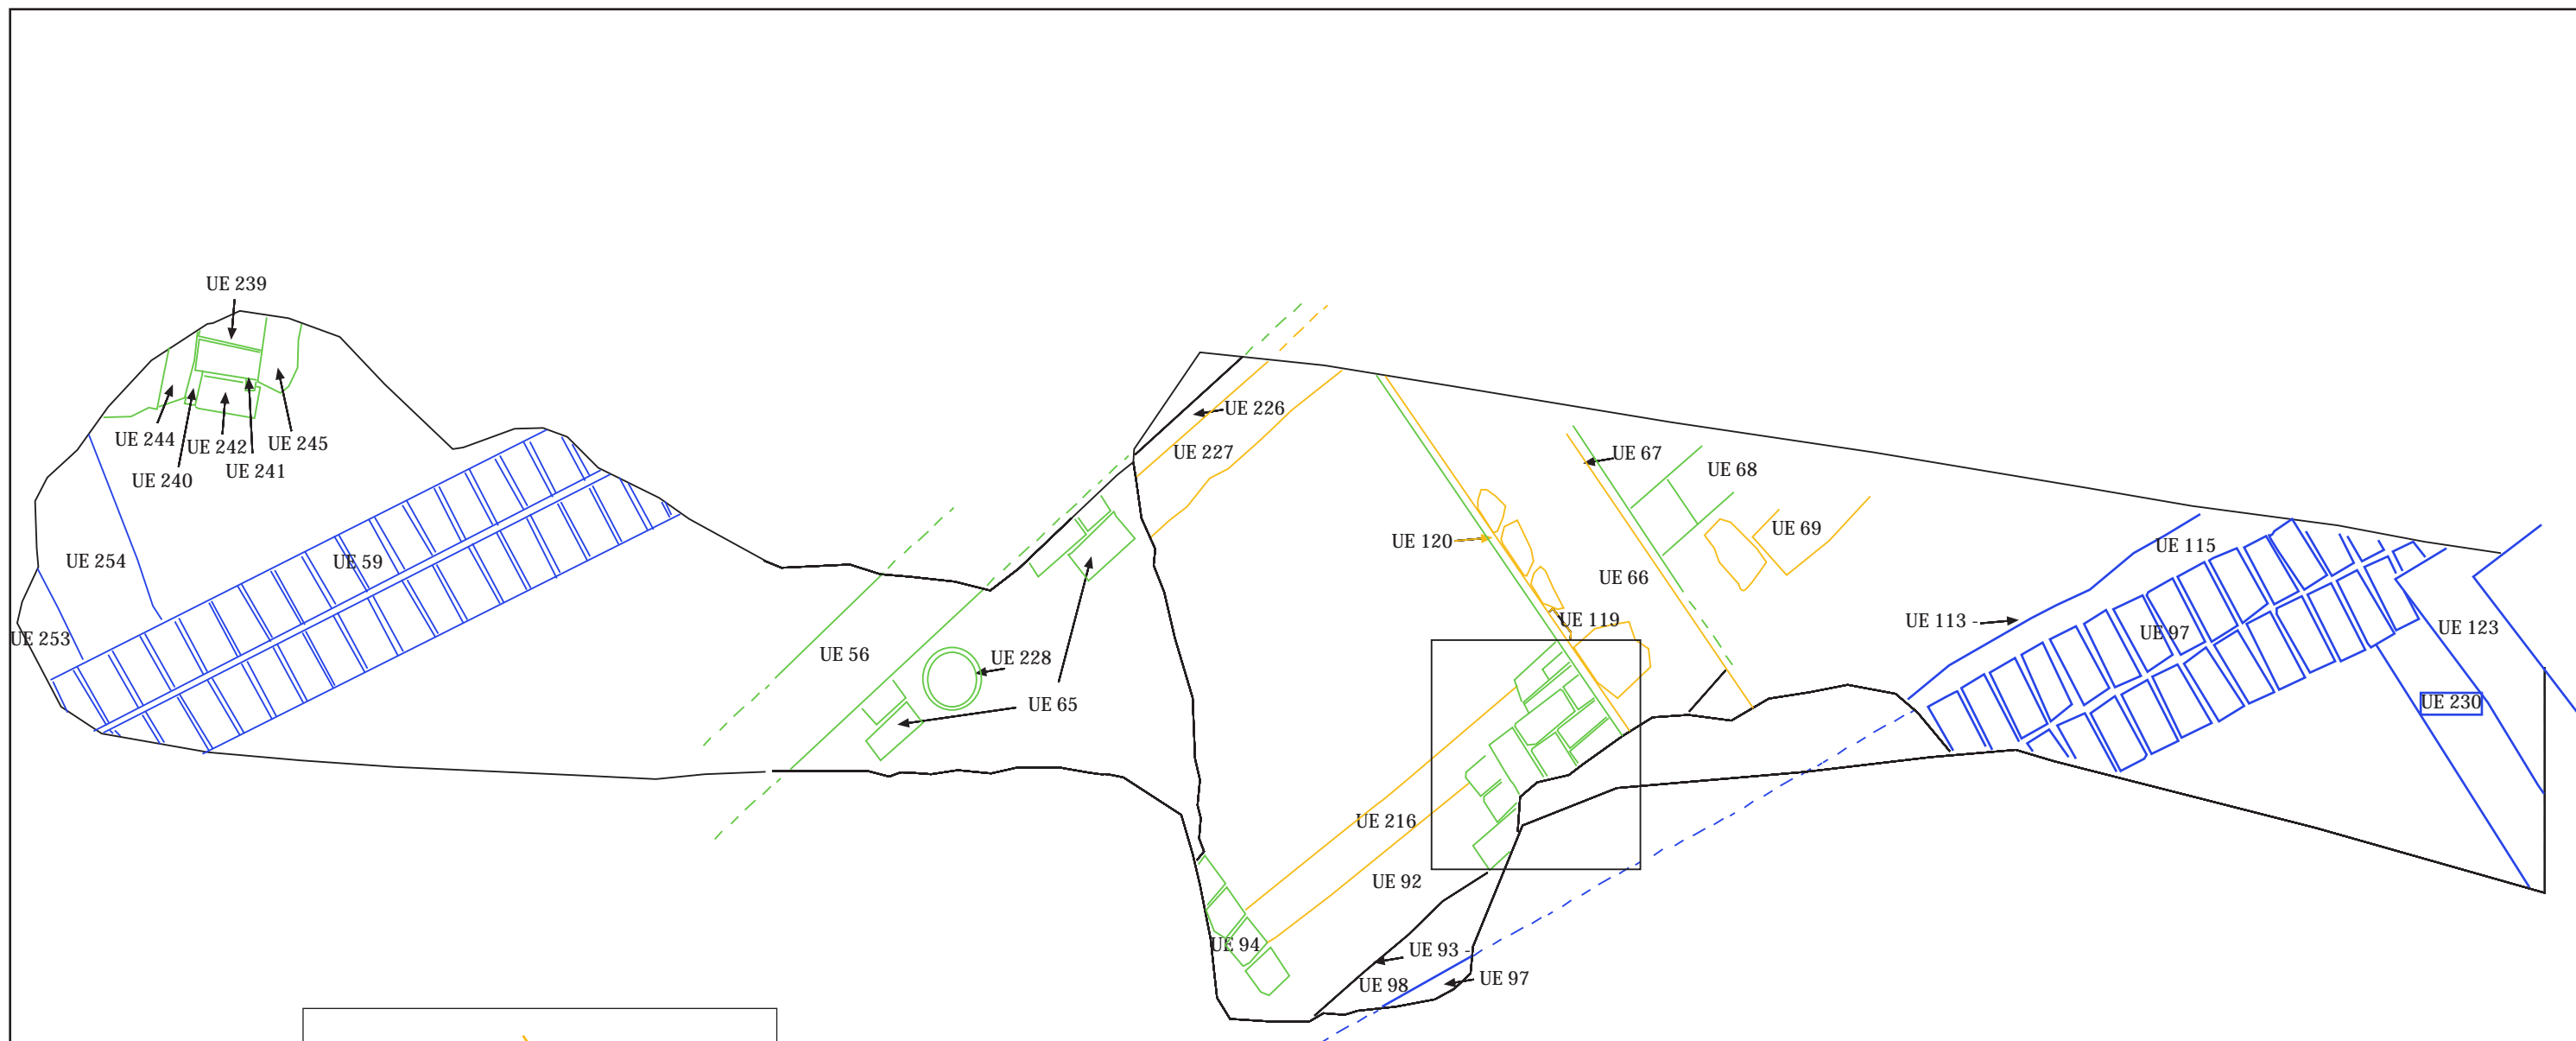 UE 239
UE 226
UE 244
UE 242
UE 245
UE 227
UE 67
UE 240
UE 241
UE 68
UE 254
UE 59
UE 120
UE 69
UE 115
UE 66
UE 253
UE 56
UE 228
UE 119
UE 113 -
UE 97
UE 123
UE 65
UE 230
UE 216
UE 92
UE 94
UE 93 -
UE 98
UE 97